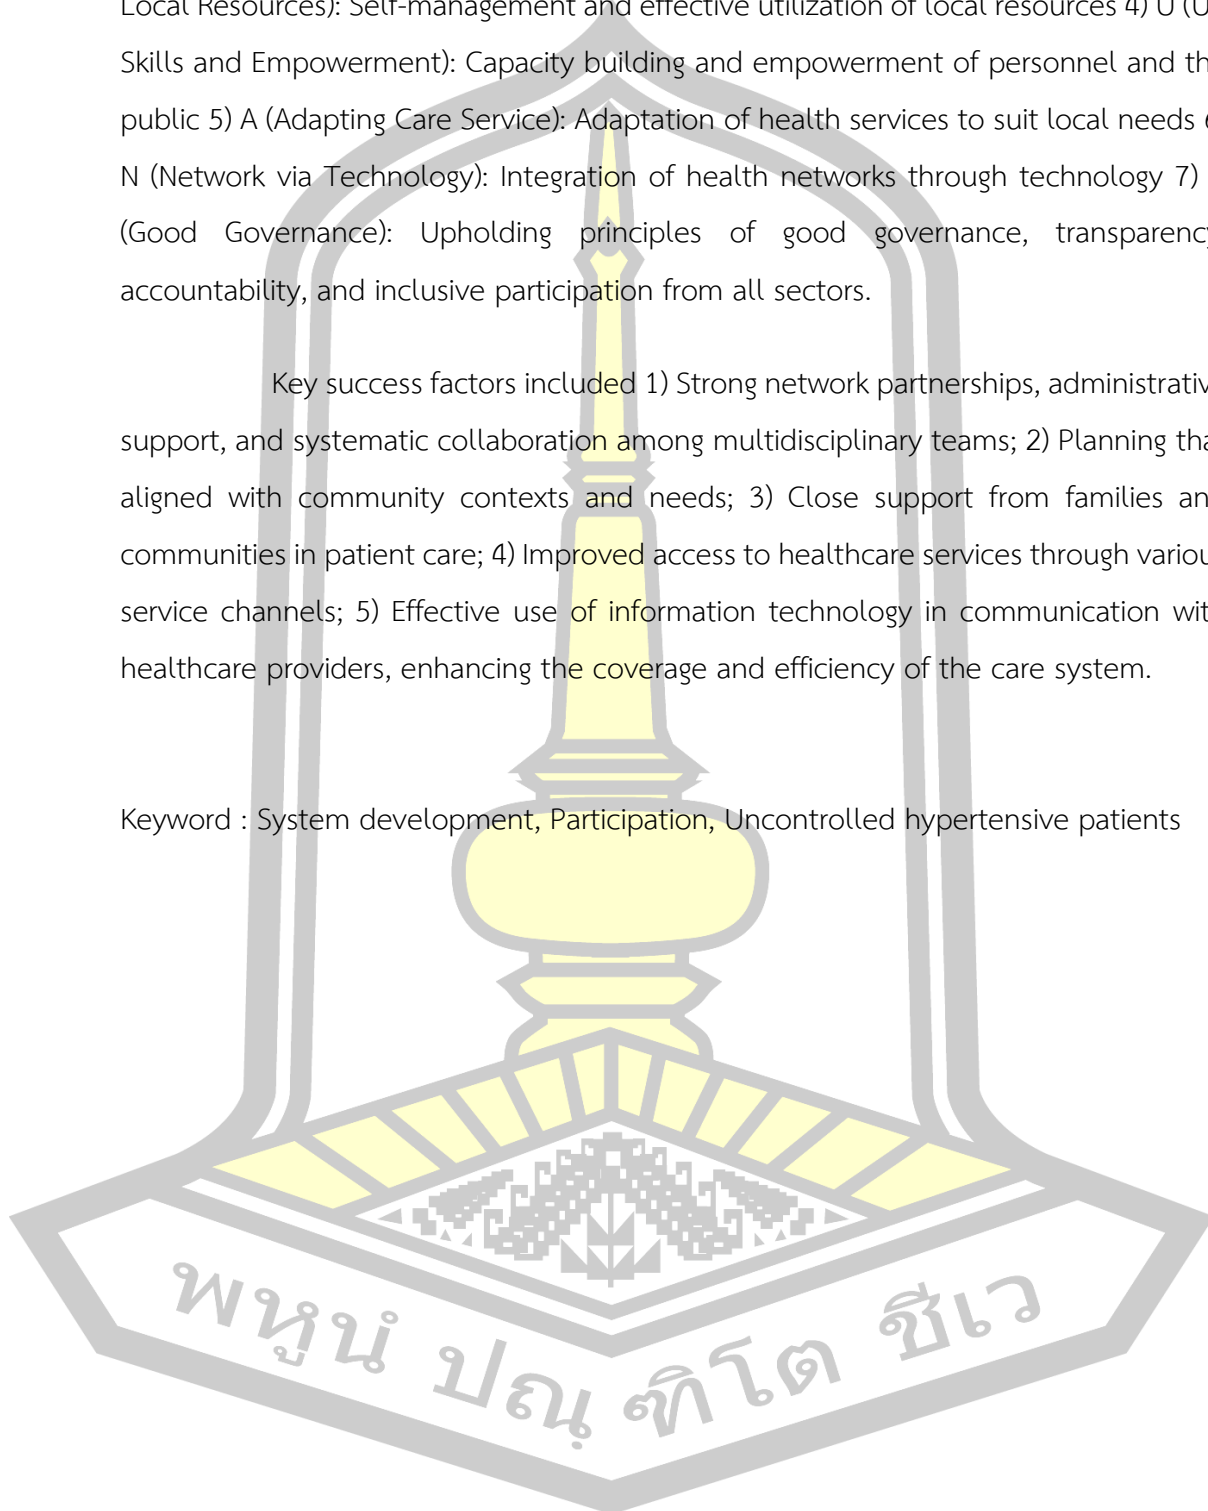 Local Resources): Self-management and effective utilization of local resources 4) U (U
Skills and Empowerment): Capacity building and empowerment of personnel and th
public 5) A (Adapting Care Service): Adaptation of health services to suit local needs
N (Network via Technology): Integration of health networks through technology 7)
(Good Governance): Upholding principles of good governance, transparency
accountability, and inclusive participation from all sectors.
Key success factors included 1) Strong network partnerships, administrativ
support, and systematic collaboration among multidisciplinary teams; 2) Planning tha
aligned with community contexts and needs; 3) Close support from families an
communities in patient care; 4) Improved access to healthcare services through variou
service channels; 5) Effective use of information technology in communication wit
healthcare providers, enhancing the coverage and efficiency of the care system.
Keyword : System development, Participation, Uncontrolled hypertensive patients
พหูนํ ปณฺฑิโต ชีเว